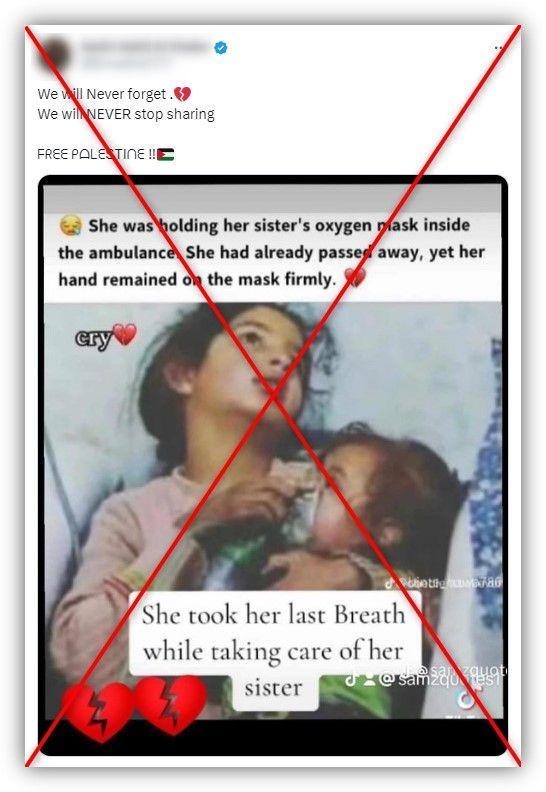 We will Never forget .💔
We will NEVER stop sharing
FREE PALESTINE !!🇵🇸
😪 She was holding her sister's oxygen mask inside
the ambulance. She had already passed away, yet her
hand remained on the mask firmly. 💔
cry💔
She took her last Breath
while taking care of her
sister